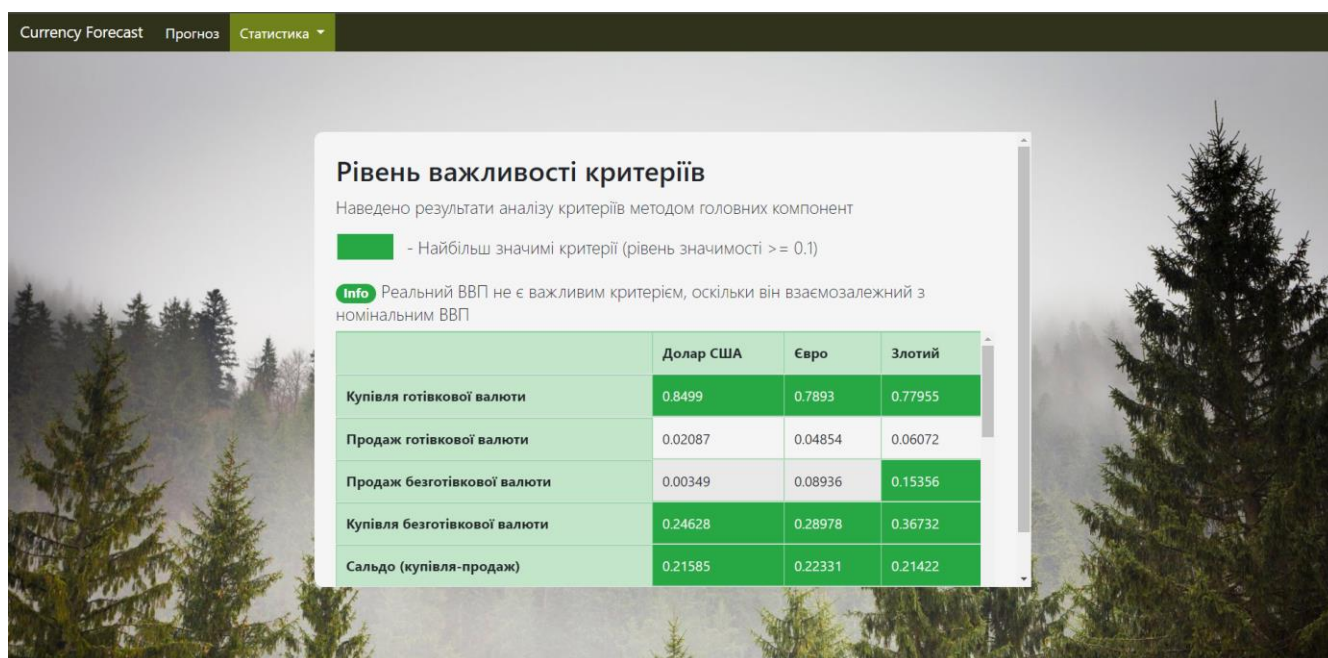 Currency Forecast Прогноз Статистика
Рівень важливості критеріїв
Наведено результати аналізу критеріїв методом головних компонент
- Найбільш значимі критерії (рівень значимості >= 0.1)
Info Реальний ВВП не є важливим критерієм, оскільки він взаємозалежний з
номінальним ВВП
Долар США Євро Злотий
Купівля готівкової валюти 0.8499 0.7893 0.77955
Продаж готівкової валюти 0.02087 0.04854 0.06072
Продаж безготівкової валюти 0.00349 0.08936 0.15356
Купівля безготівкової валюти 0.24628 0.28978 0.36732
Сальдо (купівля-продаж) 0.21585 0.22331 0.21422